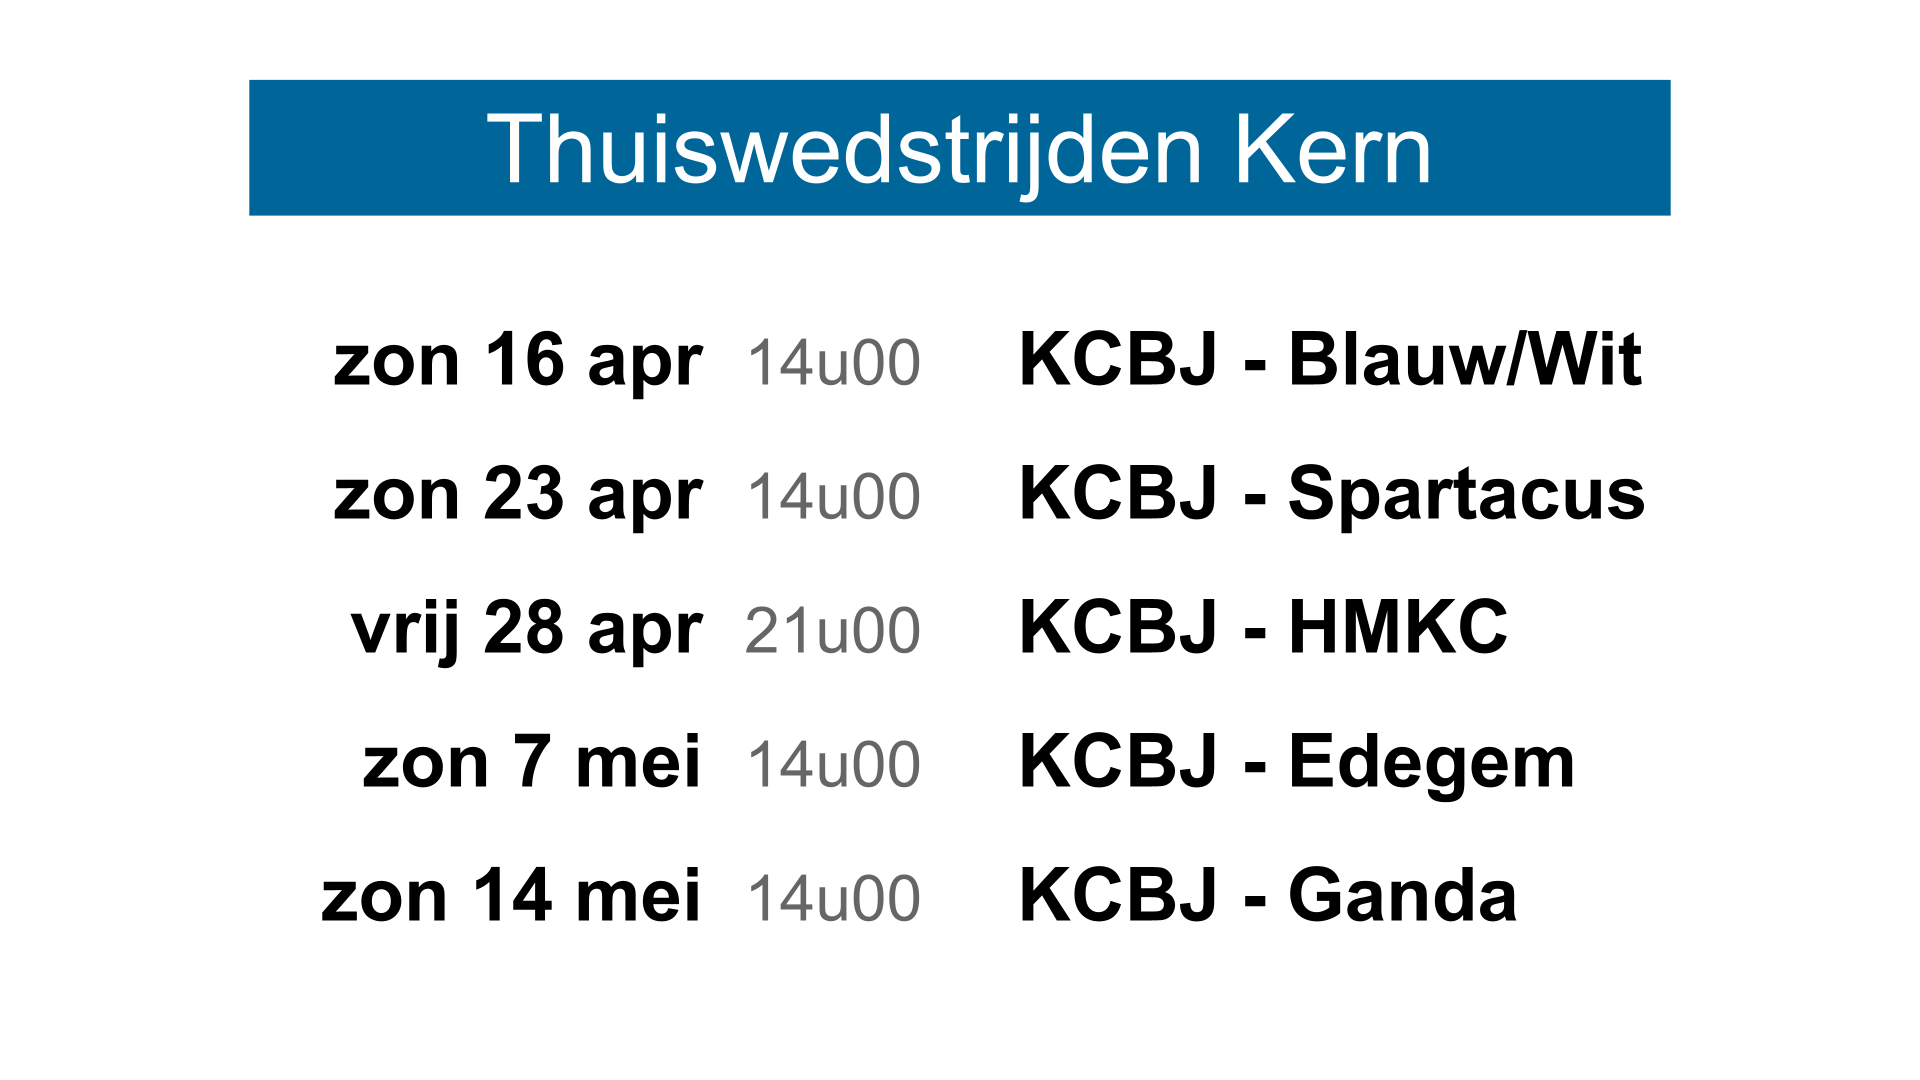 Thuiswedstrijden Kern
zon 16 apr 14u00 KCBJ - Blauw/Wit
zon 23 apr 14u00 KCBJ - Spartacus
vrij 28 apr 21u00 KCBJ - HMKC
zon 7 mei 14u00 KCBJ - Edegem
zon 14 mei 14u00 KCBJ - Ganda